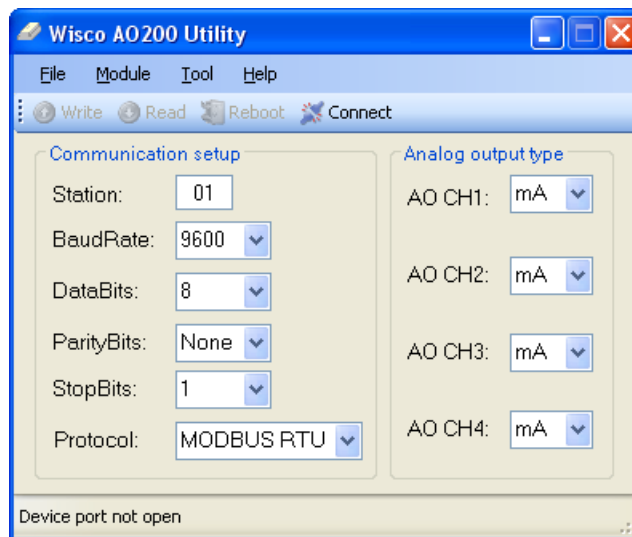 Wisco AO200 Utility
File Module Tool Help
Write Read Reboot Connect
Communication setup
Station: 01
BaudRate: 9600
DataBits: 8
ParityBits: None
StopBits: 1
Protocol: MODBUS RTU
Analog output type
AO CH1: mA
AO CH2: mA
AO CH3: mA
AO CH4: mA
Device port not open